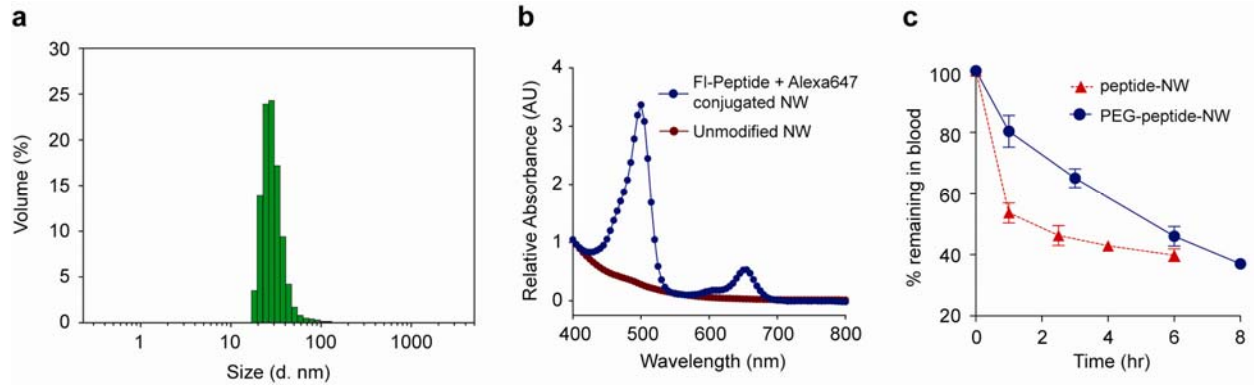 a
30
25
20
15
10
5
0
Volume (%)
1
10
100
1000
Size (d. nm)
b
4
3
2
1
0
Relative Absorbance (AU)
Fl-Peptide + Alexa647
conjugated NW
Unmodified NW
400
500
600
700
800
Wavelength (nm)
c
100
80
60
40
20
% remaining in blood
peptide-NW
PEG-peptide-NW
0
2
4
6
8
Time (hr)